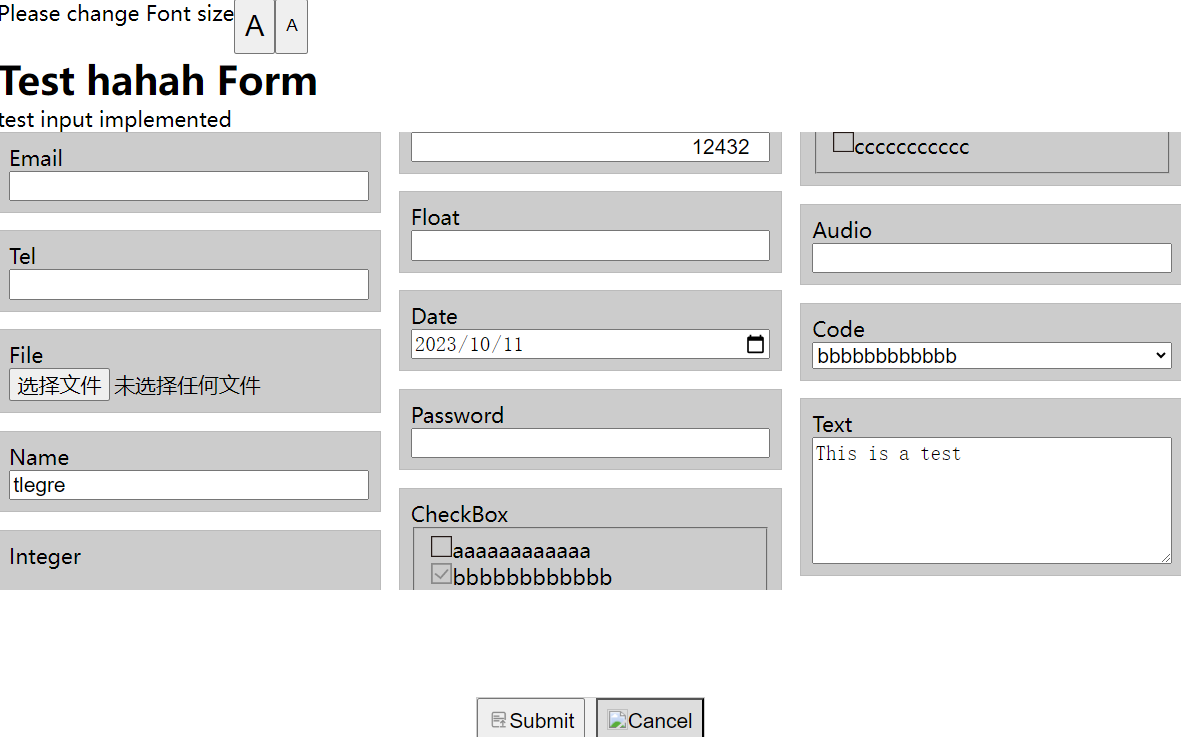 Please change Font size A A
Test hahah Form
test input implemented
Email
Tel
File
选择文件 未选择任何文件
Name
tlegre
Integer
12432
Float
Date
2023/10/11
Password
CheckBox
aaaaaaaaaaaa
bbbbbbbbbbbb
ccccccccccc
Audio
Code
bbbbbbbbbbbb
Text
This is a test
Submit Cancel